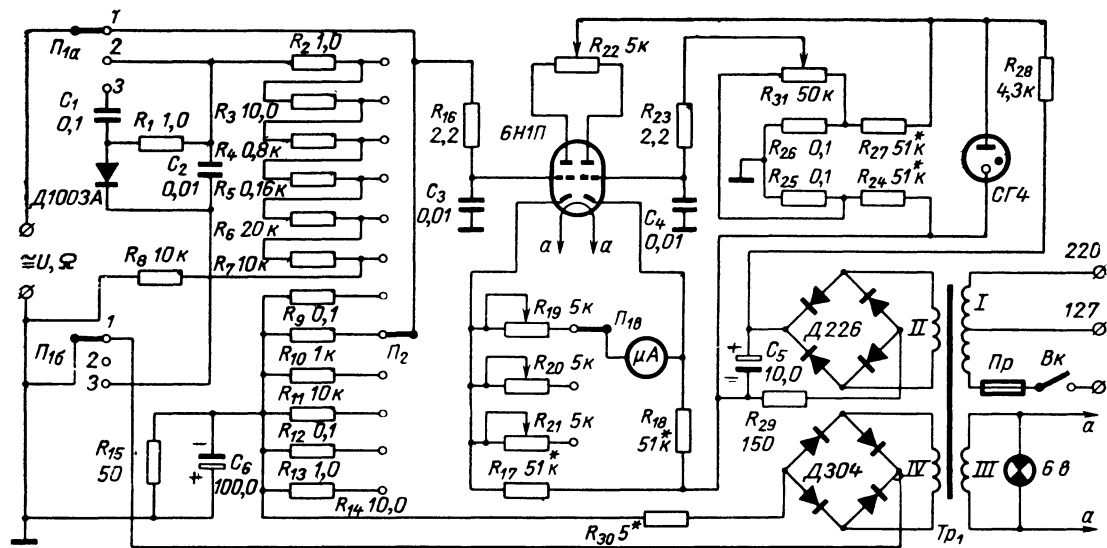 П1а
1
2
3
C1
0,1
R1 1,0
C2
0,01
Д1003А
≅U, Ω
R8 10к
П1б
1
2
3
R15
50
C6
100,0
−
+
R2 1,0
R3 10,0
R4 0,8к
R5 0,16к
R6 20к
R7 10к
R9 0,1
R10 1к
R11 10к
R12 0,1
R13 1,0
R14 10,0
П2
R16
2,2
6Н1П
C3
0,01
R22 5к
R23
2,2
C4
0,01
а
а
R19 5к
П1в
μA
R20 5к
R21 5к
R17 51к*
R18
51к*
R30 5*
R31 50к
R26 0,1
R27 51к*
R25 0,1
R24 51к*
СГ4
R28
4,3к
Д226
+
C5
10,0
R29
150
Д304
II
I
IV
III
Тр1
220
127
Пр
Вк
а
6 в
а